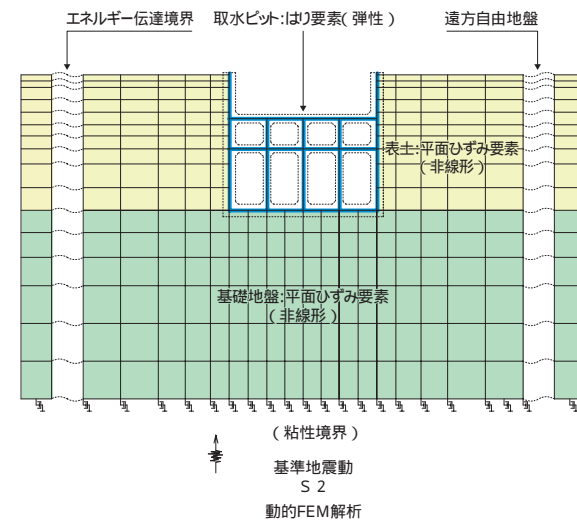 エネルギー伝達境界
取水ピット:はり要素(弾性)
遠方自由地盤
表土:平面ひずみ要素
(非線形)
基礎地盤:平面ひずみ要素
(非線形)
(粘性境界)
基準地震動
S 2
動的FEM解析